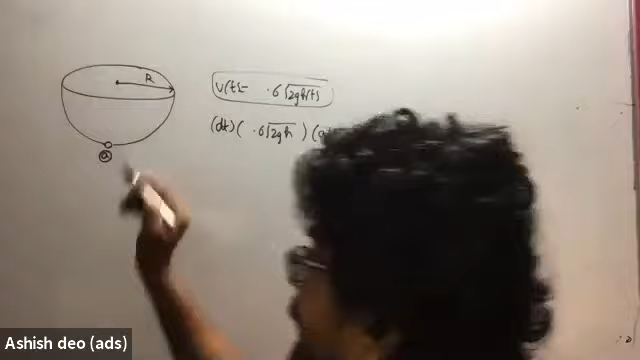 R
v(t)= .6√2gh(t)
(dt)( .6√2gh ) (a
a
Ashish deo (ads)